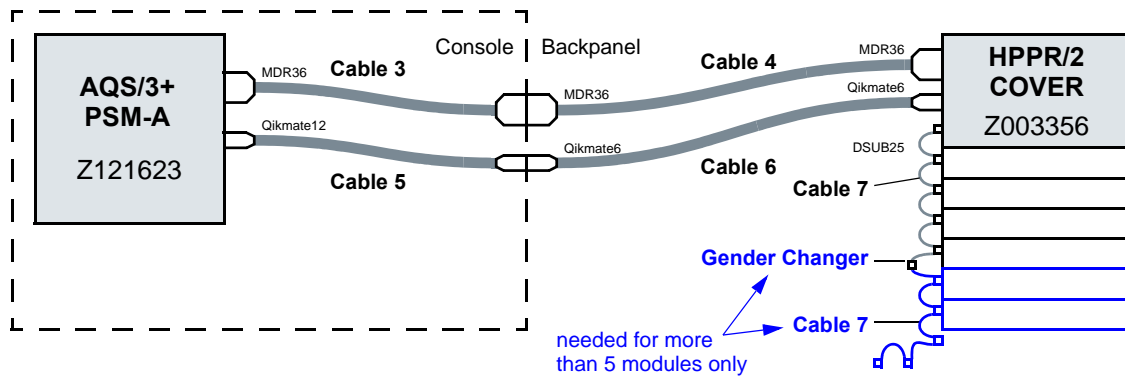 AQS/3+
PSM-A
Z121623
MDR36
Qikmate12
Cable 3
Cable 5
Console
Backpanel
MDR36
Qikmate6
Cable 4
Cable 6
MDR36
Qikmate6
DSUB25
HPPR/2
COVER
Z003356
Cable 7
Gender Changer
Cable 7
needed for more
than 5 modules only